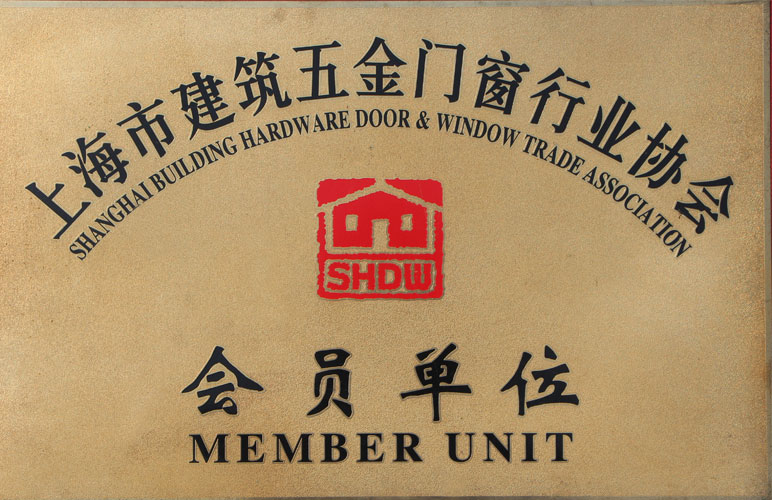 上海市建筑五金门窗行业协会
SHANGHAI BUILDING HARDWARE DOOR & WINDOW TRADE ASSOCIATION
SHDW
会员单位
MEMBER UNIT